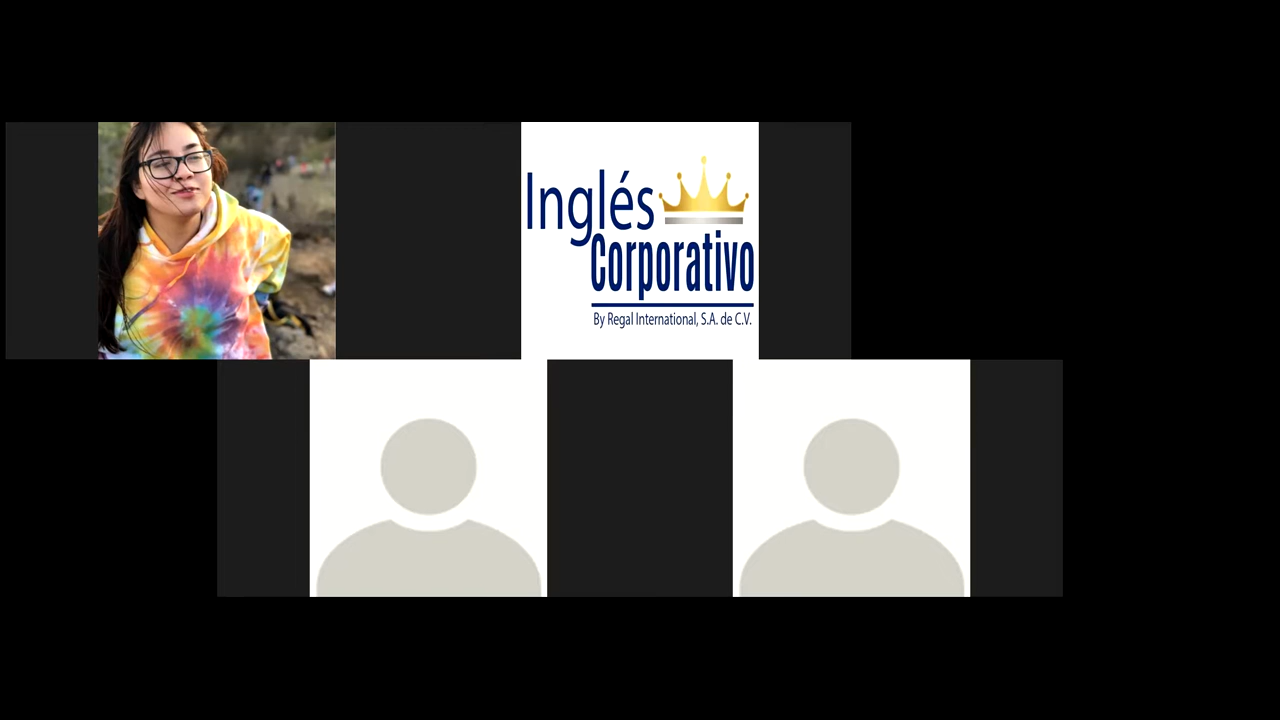 Inglés
Corporativo
By Regal International, S.A. de C.V.